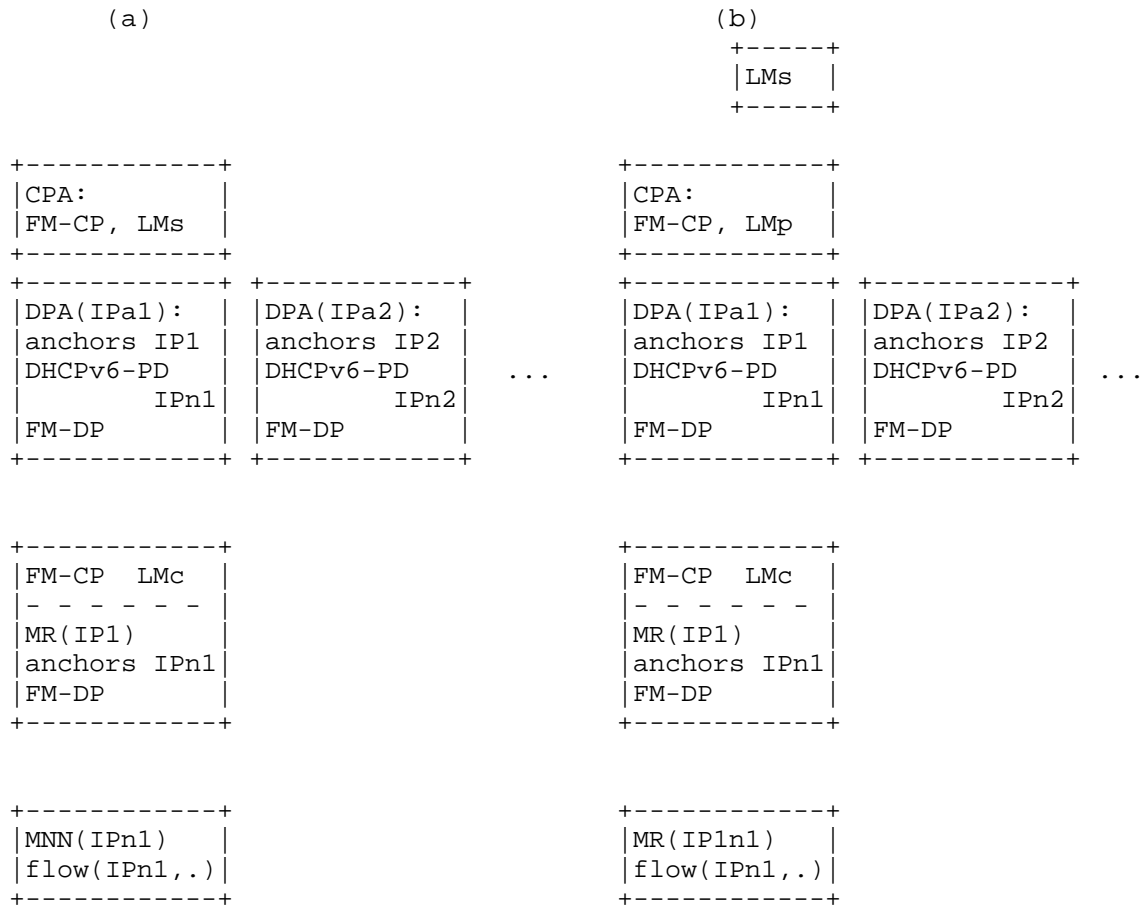 (a) (b)
+-----+
|LMs |
+-----+
+------------+ +------------+
|CPA: | |CPA: |
|FM-CP, LMs | |FM-CP, LMp |
+------------+ +------------+
+------------+ +------------+ +------------+ +------------+
|DPA(IPa1): | |DPA(IPa2): | |DPA(IPa1): | |DPA(IPa2): |
|anchors IP1 | |anchors IP2 | |anchors IP1 | |anchors IP2 |
|DHCPv6-PD | |DHCPv6-PD | ... |DHCPv6-PD | |DHCPv6-PD | ...
| IPn1| | IPn2| | IPn1| | IPn2|
|FM-DP | |FM-DP | |FM-DP | |FM-DP |
+------------+ +------------+ +------------+ +------------+
+------------+ +------------+
|FM-CP LMc | |FM-CP LMc |
|- - - - - - | |- - - - - - |
|MR(IP1) | |MR(IP1) |
|anchors IPn1| |anchors IPn1|
|FM-DP | |FM-DP |
+------------+ +------------+
+------------+ +------------+
|MNN(IPn1) | |MR(IP1n1) |
|flow(IPn1,.)| |flow(IPn1,.)|
+------------+ +------------+